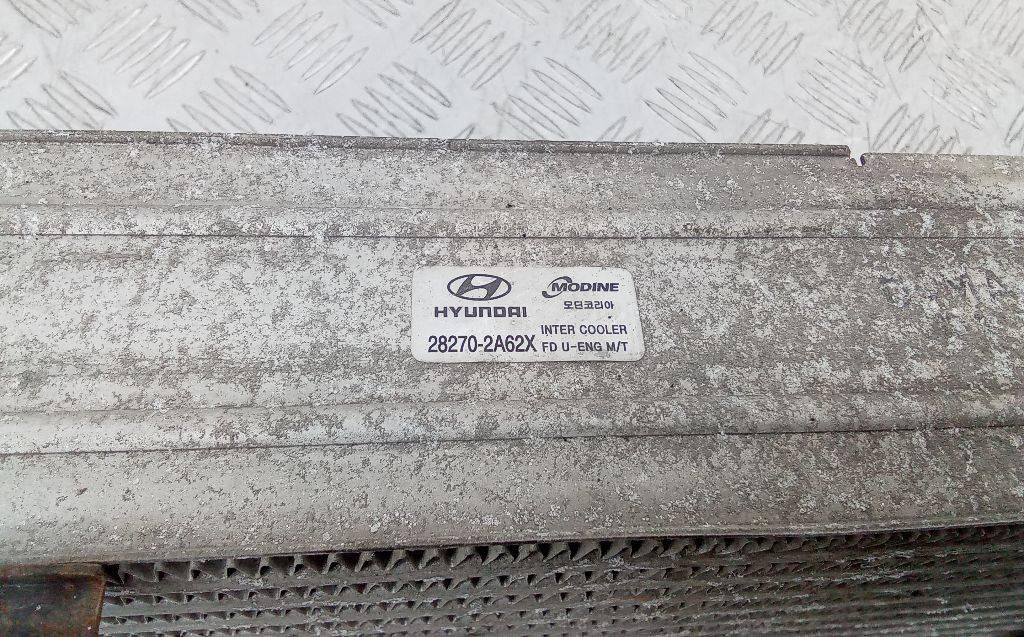 HYUNDAI
MODINE
모딘코리아
28270-2A62X
INTER COOLER
FD U-ENG M/T